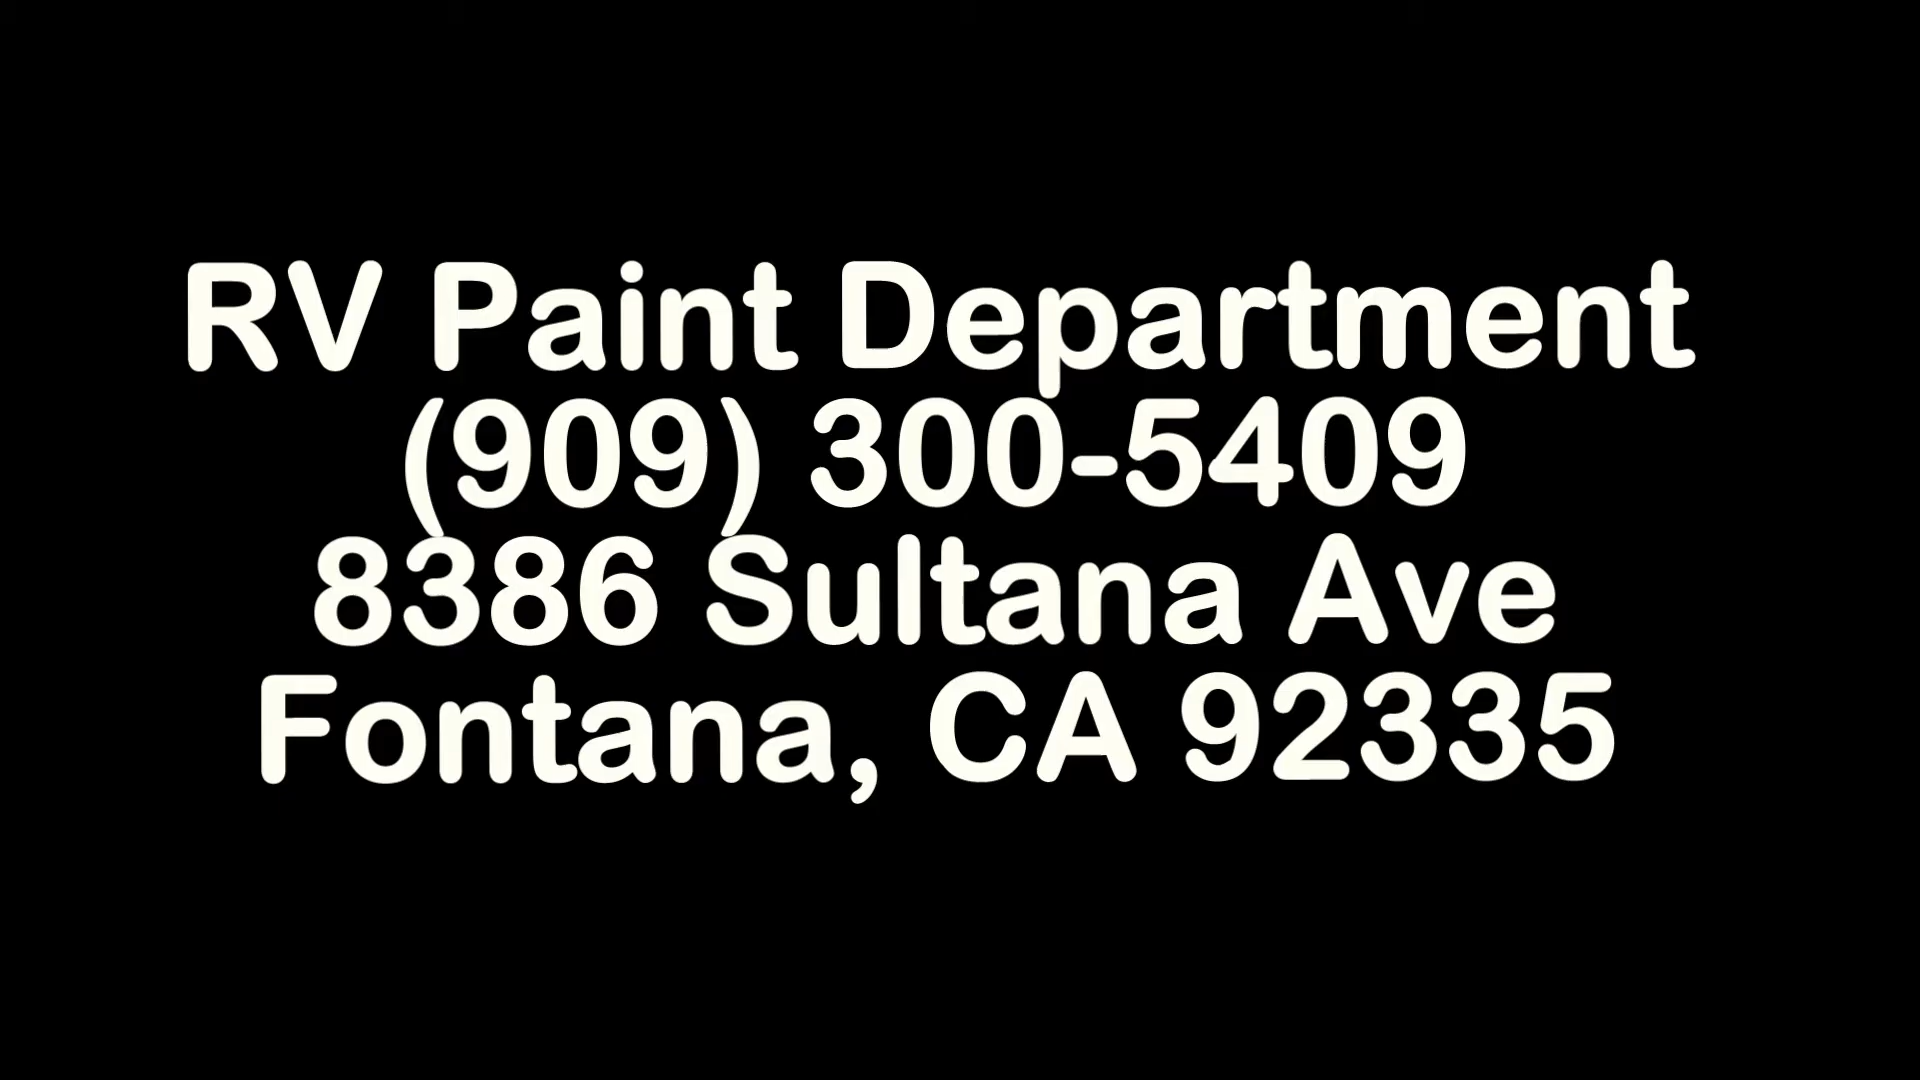 RV Paint Department
(909) 300-5409
8386 Sultana Ave
Fontana, CA 92335